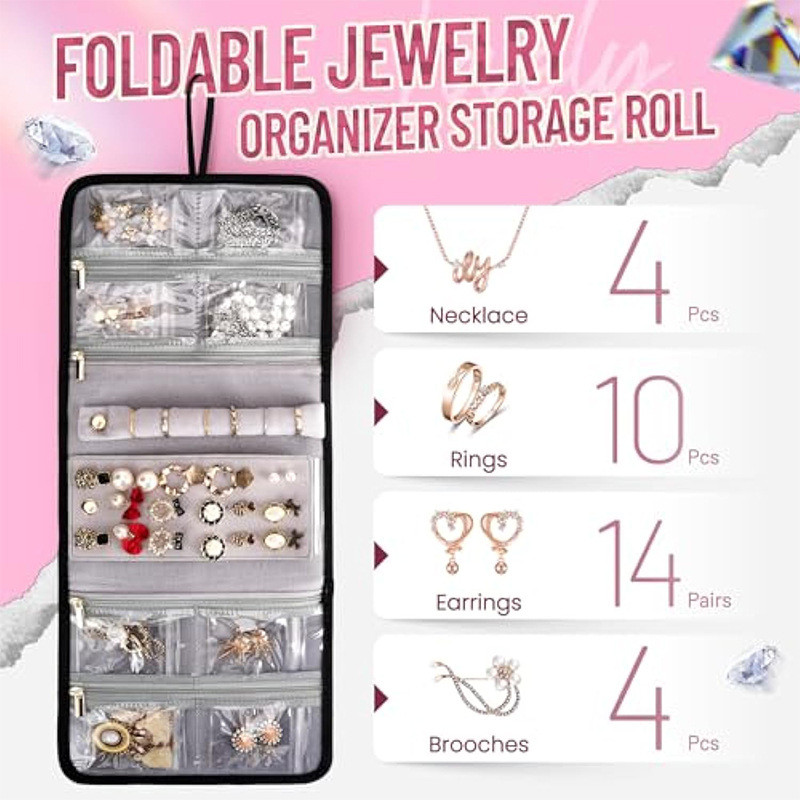 FOLDABLE JEWELRY
ORGANIZER STORAGE ROLL
Necklace
4 Pcs
Rings
10 Pcs
Earrings
14 Pairs
Brooches
4 Pcs